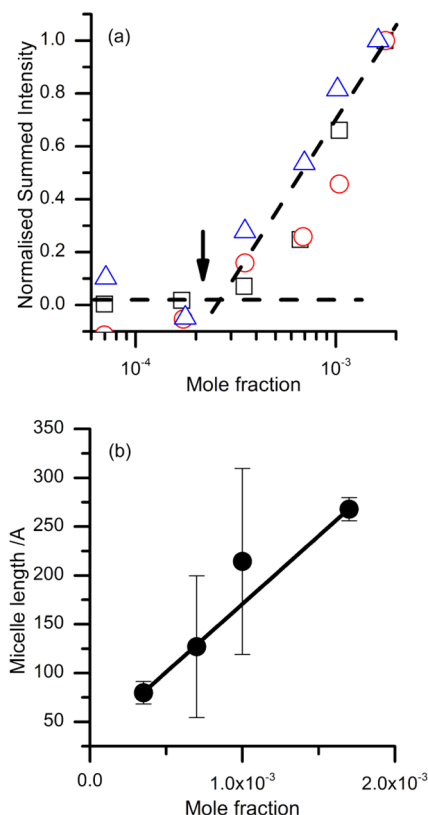 (a)
Normalised Summed Intensity
1.0
0.8
0.6
0.4
0.2
0.0
10⁻⁴
10⁻³
Mole fraction
(b)
Micelle length /A
350
300
250
200
150
100
50
0.0
1.0x10⁻³
2.0x10⁻³
Mole fraction